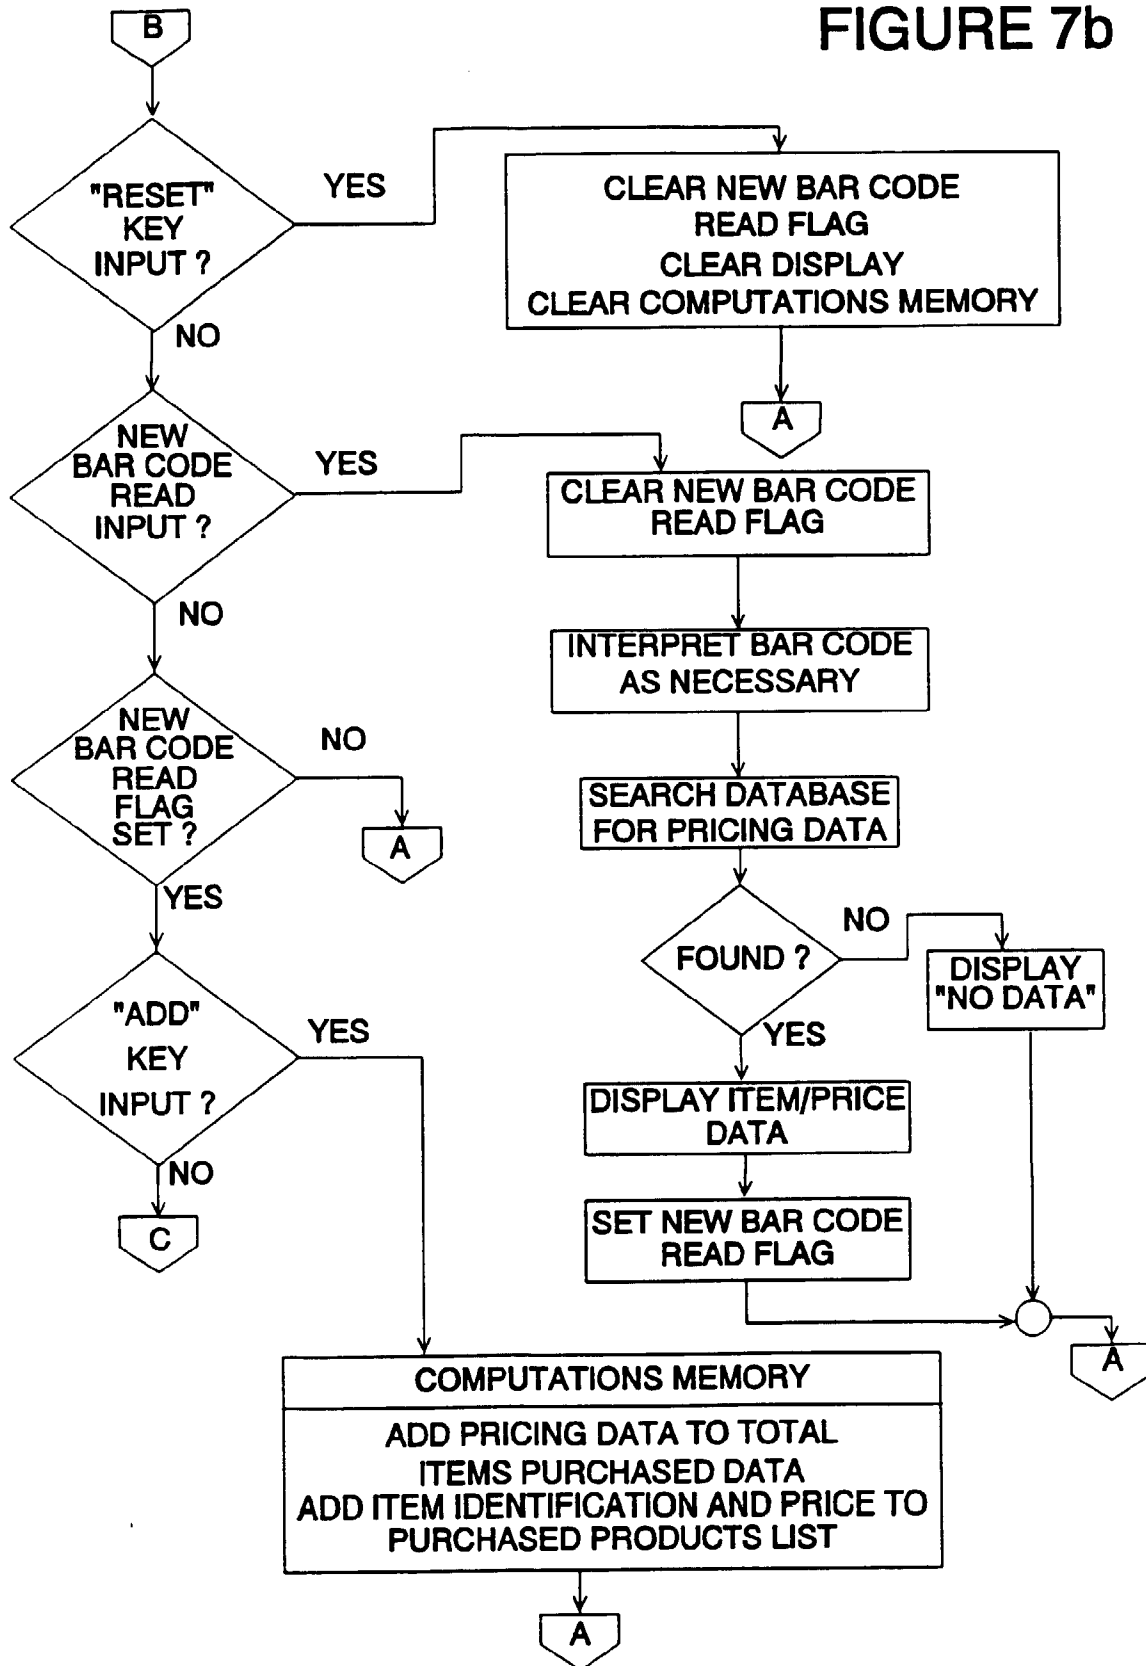 FIGURE 7b
B
"RESET"
KEY
INPUT ?
YES
NO
CLEAR NEW BAR CODE
READ FLAG
CLEAR DISPLAY
CLEAR COMPUTATIONS MEMORY
A
NEW
BAR CODE
READ
INPUT ?
YES
NO
CLEAR NEW BAR CODE
READ FLAG
INTERPRET BAR CODE
AS NECESSARY
NEW
BAR CODE
READ
FLAG
SET ?
NO
A
YES
SEARCH DATABASE
FOR PRICING DATA
FOUND ?
NO
DISPLAY
"NO DATA"
YES
"ADD"
KEY
INPUT ?
YES
NO
C
DISPLAY ITEM/PRICE
DATA
SET NEW BAR CODE
READ FLAG
A
COMPUTATIONS MEMORY
ADD PRICING DATA TO TOTAL
ITEMS PURCHASED DATA
ADD ITEM IDENTIFICATION AND PRICE TO
PURCHASED PRODUCTS LIST
A